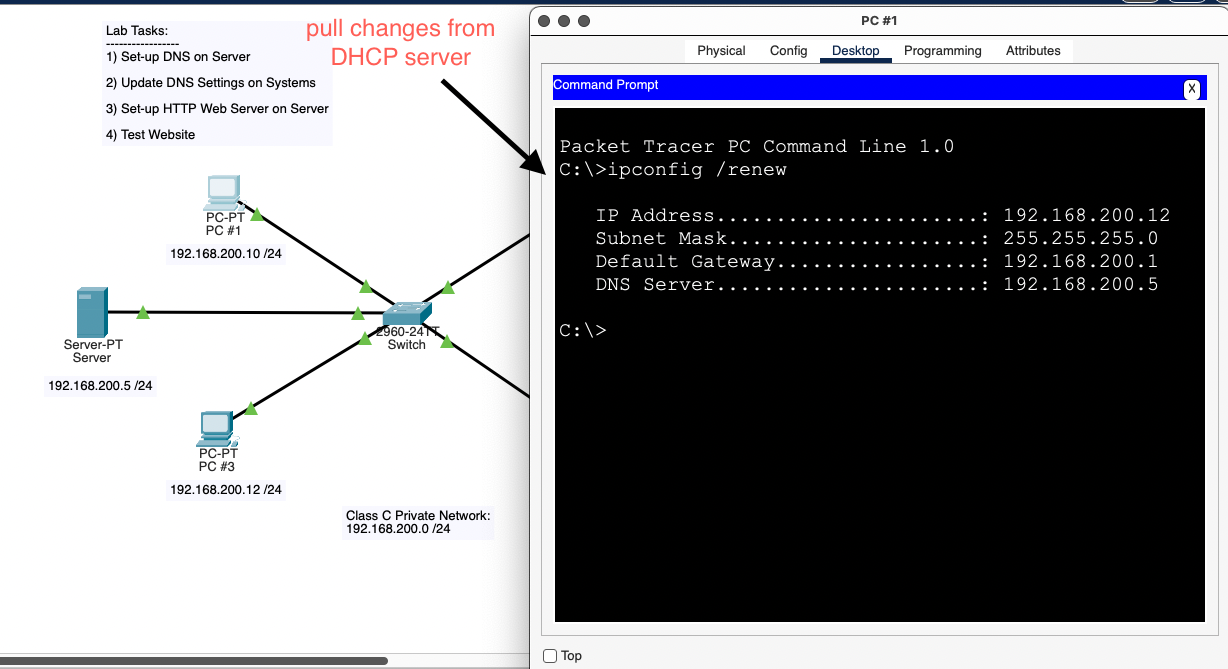 Lab Tasks:
-----------------
1) Set-up DNS on Server
2) Update DNS Settings on Systems
3) Set-up HTTP Web Server on Server
4) Test Website
pull changes from
DHCP server
PC-PT
PC #1
192.168.200.10 /24
Server-PT
Server
192.168.200.5 /24
2960-24TT
Switch
PC-PT
PC #3
192.168.200.12 /24
Class C Private Network:
192.168.200.0 /24
PC #1
Physical Config Desktop Programming Attributes
Command Prompt
X
Packet Tracer PC Command Line 1.0
C:\>ipconfig /renew
IP Address......................: 192.168.200.12
Subnet Mask.....................: 255.255.255.0
Default Gateway.................: 192.168.200.1
DNS Server......................: 192.168.200.5
C:\>
Top